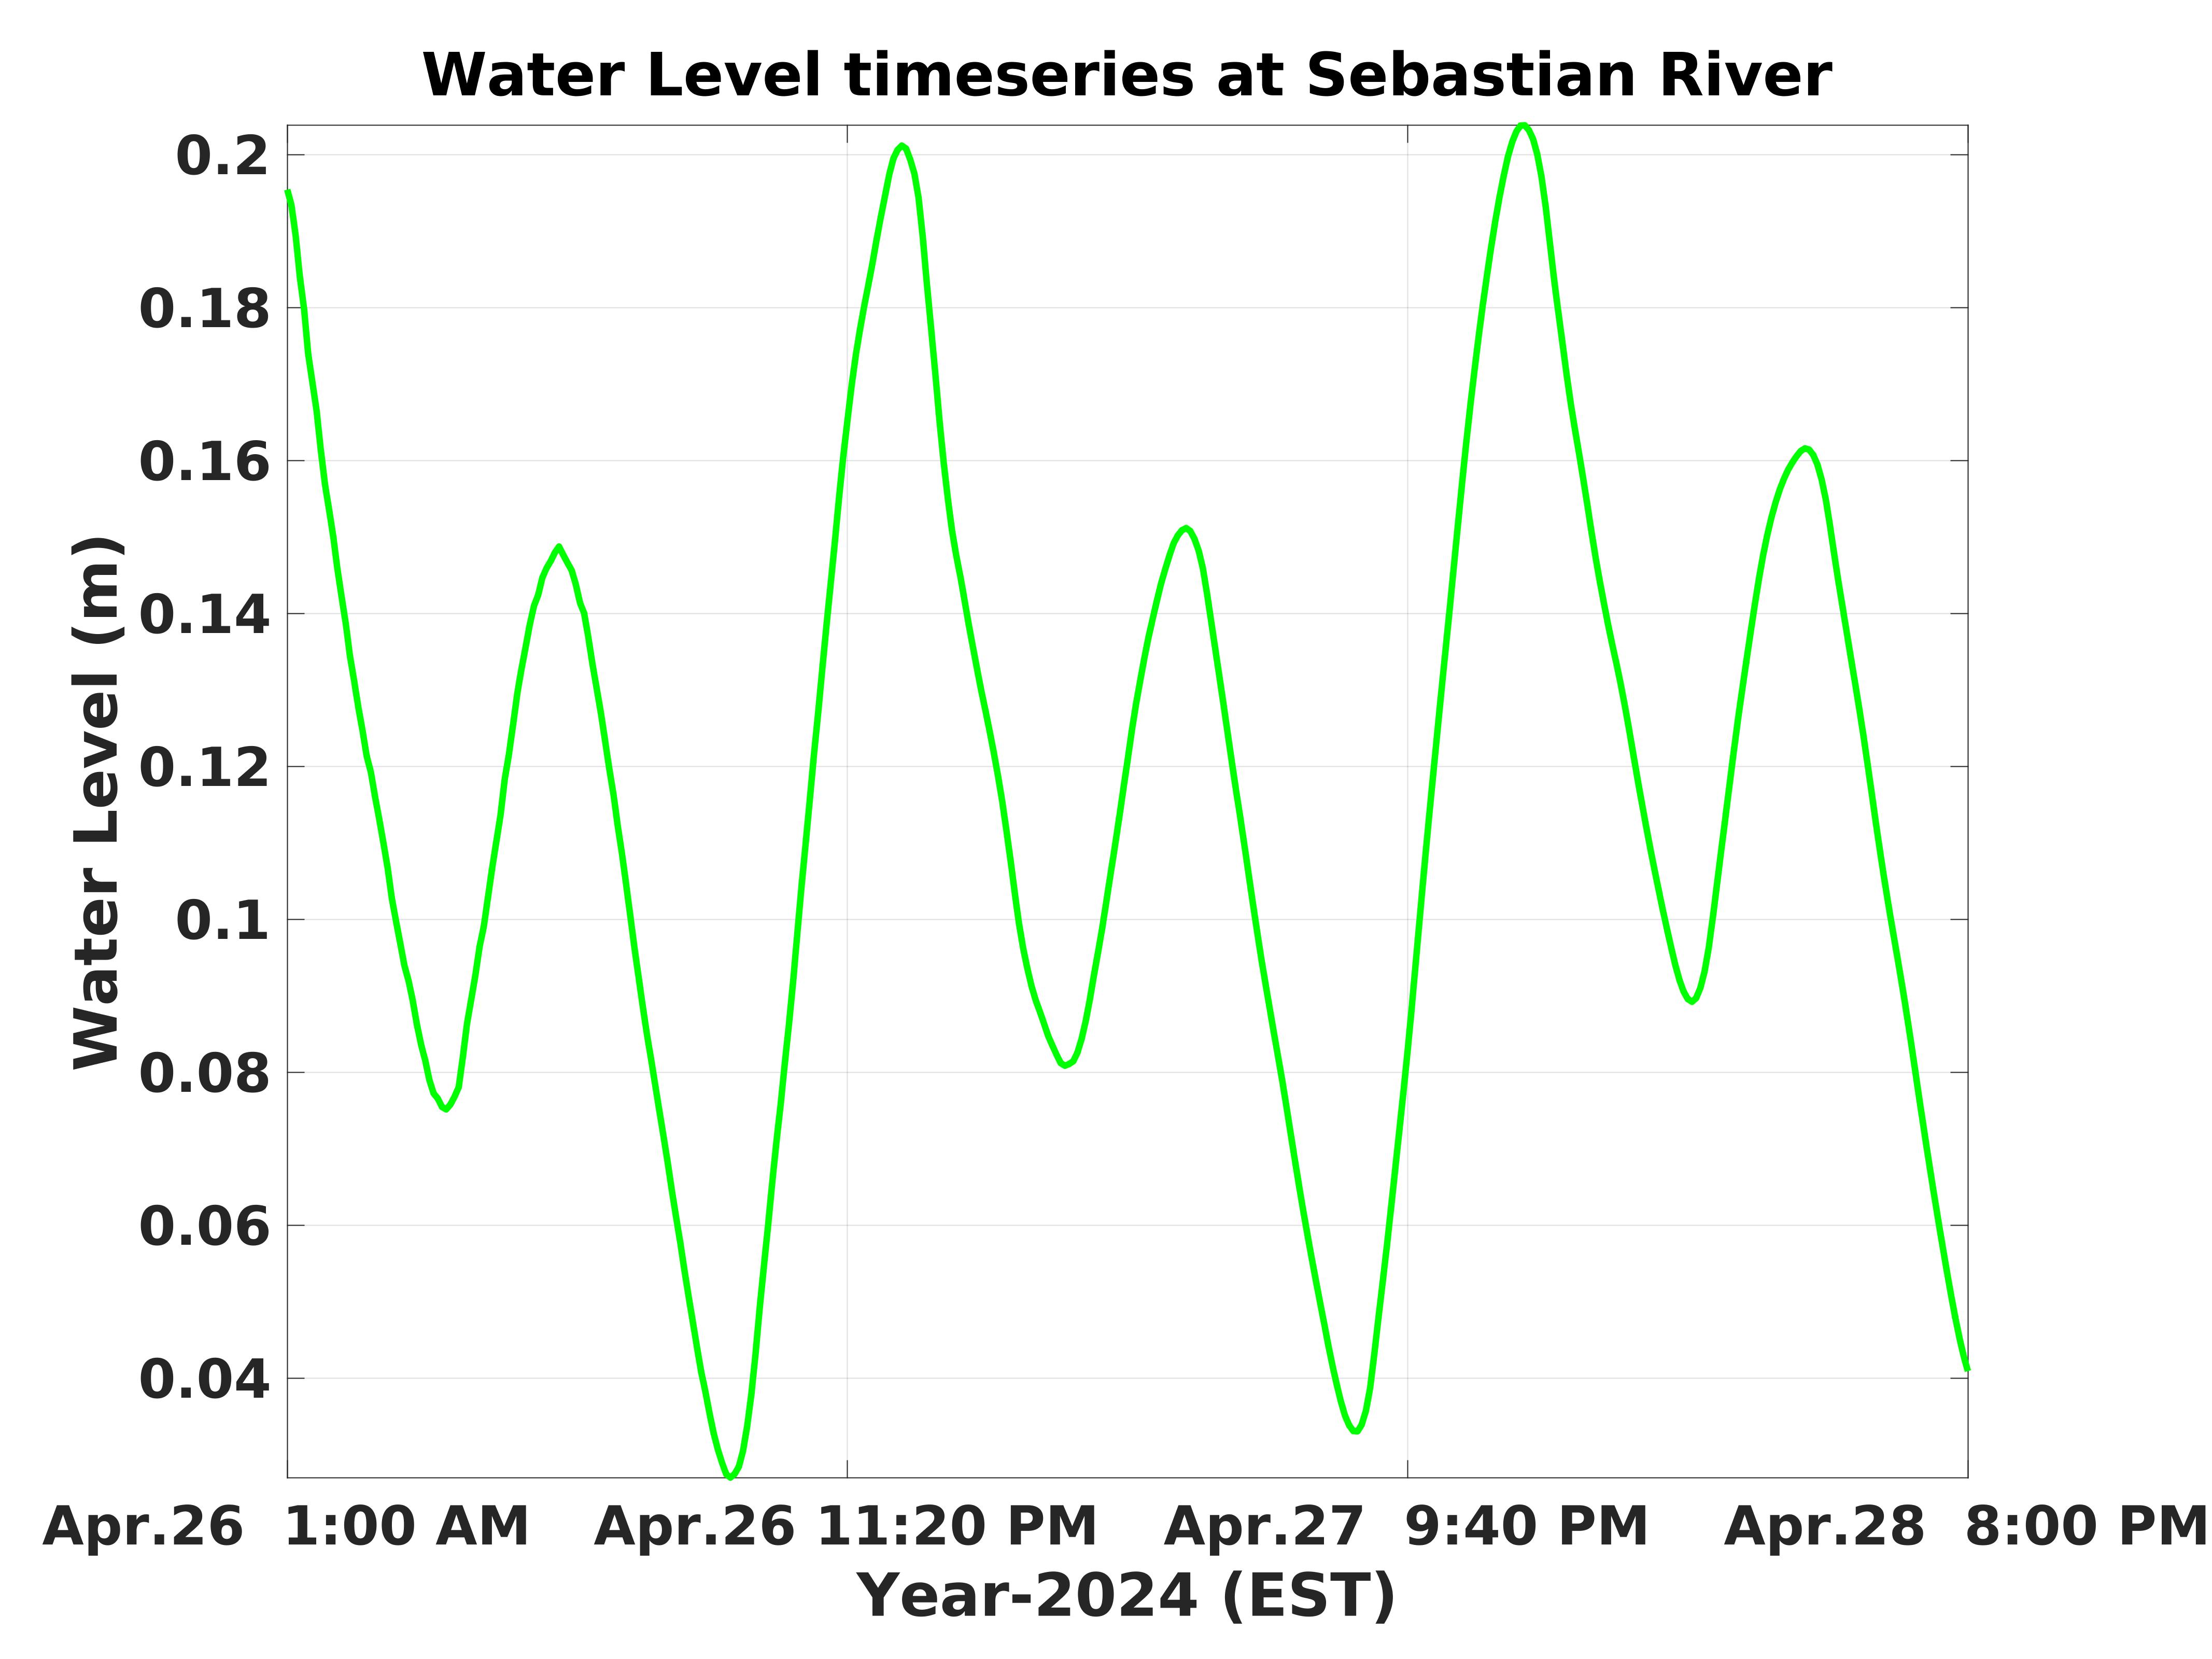 Water Level timeseries at Sebastian River
Water Level (m)
0.2
0.18
0.16
0.14
0.12
0.1
0.08
0.06
0.04
Apr.26 1:00 AM Apr.26 11:20 PM Apr.27 9:40 PM Apr.28 8:00 PM
Year-2024 (EST)